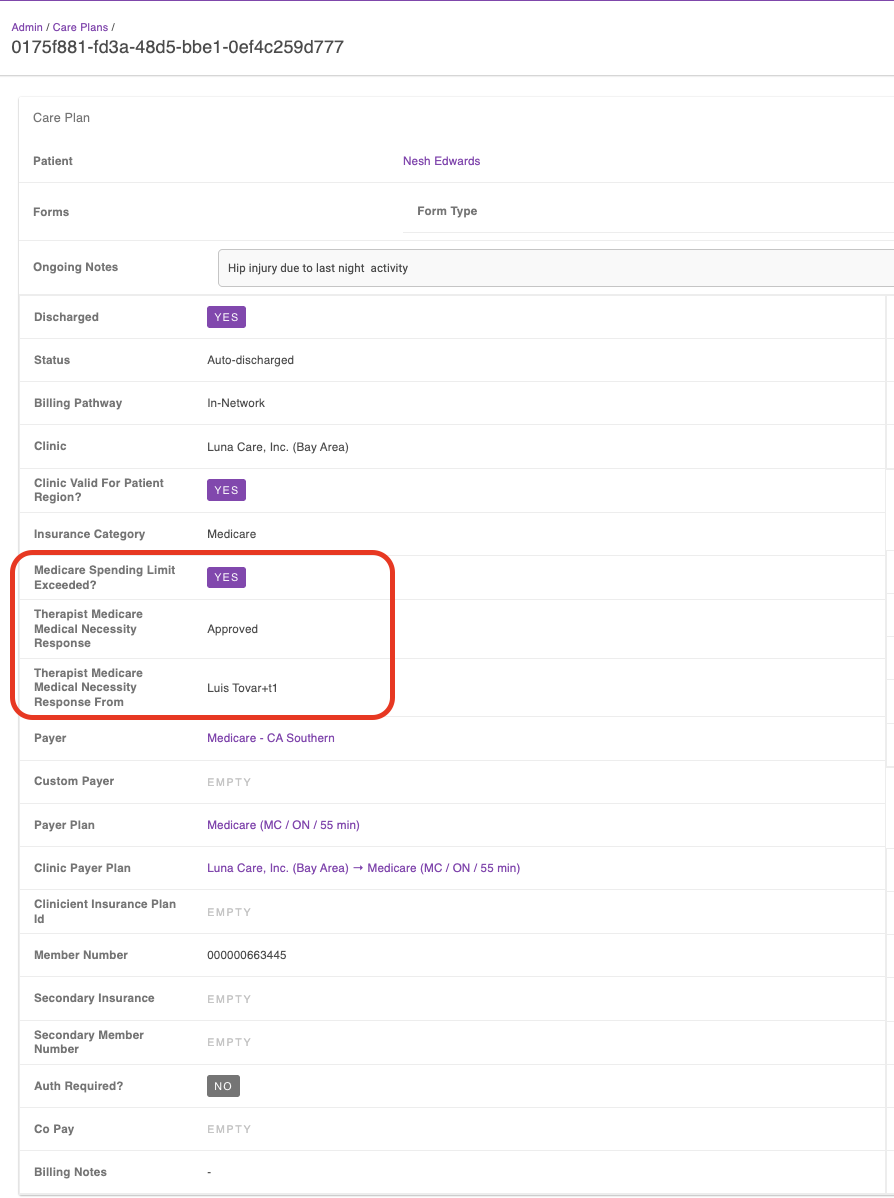 Admin / Care Plans /
0175f881-fd3a-48d5-bbe1-0ef4c259d777
Care Plan
Patient Nesh Edwards
Forms Form Type
Ongoing Notes Hip injury due to last night  activity
Discharged YES
Status Auto-discharged
Billing Pathway In-Network
Clinic Luna Care, Inc. (Bay Area)
Clinic Valid For Patient
Region?
YES
Insurance Category Medicare
Medicare Spending Limit
Exceeded?
YES
Therapist Medicare
Medical Necessity
Response
Approved
Therapist Medicare
Medical Necessity
Response From
Luis Tovar+t1
Payer Medicare - CA Southern
Custom Payer EMPTY
Payer Plan Medicare (MC / ON / 55 min)
Clinic Payer Plan Luna Care, Inc. (Bay Area) → Medicare (MC / ON / 55 min)
Clinicient Insurance Plan
Id
EMPTY
Member Number 000000663445
Secondary Insurance EMPTY
Secondary Member
Number
EMPTY
Auth Required? NO
Co Pay EMPTY
Billing Notes -